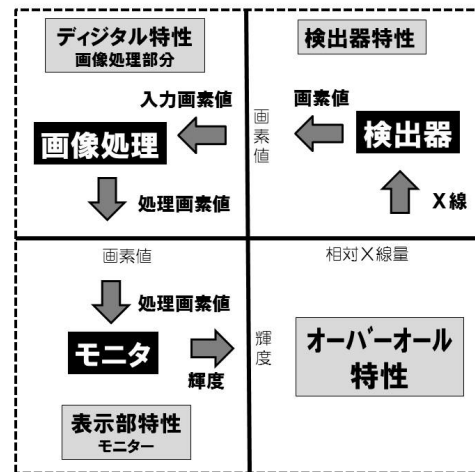 ディジタル特性
画像処理部分
入力画素値
画像処理
処理画素値
検出器特性
画素値
画素値
検出器
X線
画素値
処理画素値
モニタ
輝度
表示部特性
モニター
相対X線量
輝度
オーバーオール
特性